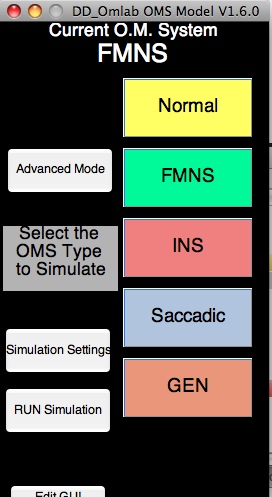 DD_Omlab OMS Model V1.6.0
Current O.M. System
FMNS
Normal
Advanced Mode
FMNS
Select the
OMS Type
to Simulate
INS
Saccadic
Simulation Settings
GEN
RUN Simulation
Edit GUI